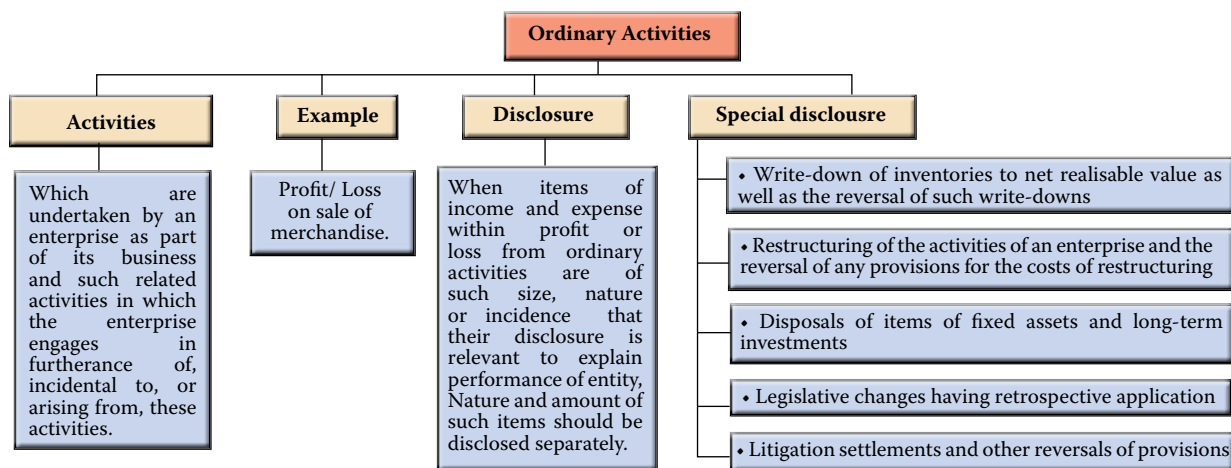 Ordinary Activities
Activities
Which are
undertaken by an
enterprise as part
of its business
and such related
activities in which
the enterprise
engages in
furtherance of,
incidental to, or
arising from, these
activities.
Example
Profit/ Loss
on sale of
merchandise.
Disclosure
When items of
income and expense
within profit or
loss from ordinary
activities are of
such size, nature
or incidence that
their disclosure is
relevant to explain
performance of entity,
Nature and amount of
such items should be
disclosed separately.
Special disclousre
• Write-down of inventories to net realisable value as
well as the reversal of such write-downs
• Restructuring of the activities of an enterprise and the
reversal of any provisions for the costs of restructuring
• Disposals of items of fixed assets and long-term
investments
• Legislative changes having retrospective application
• Litigation settlements and other reversals of provisions